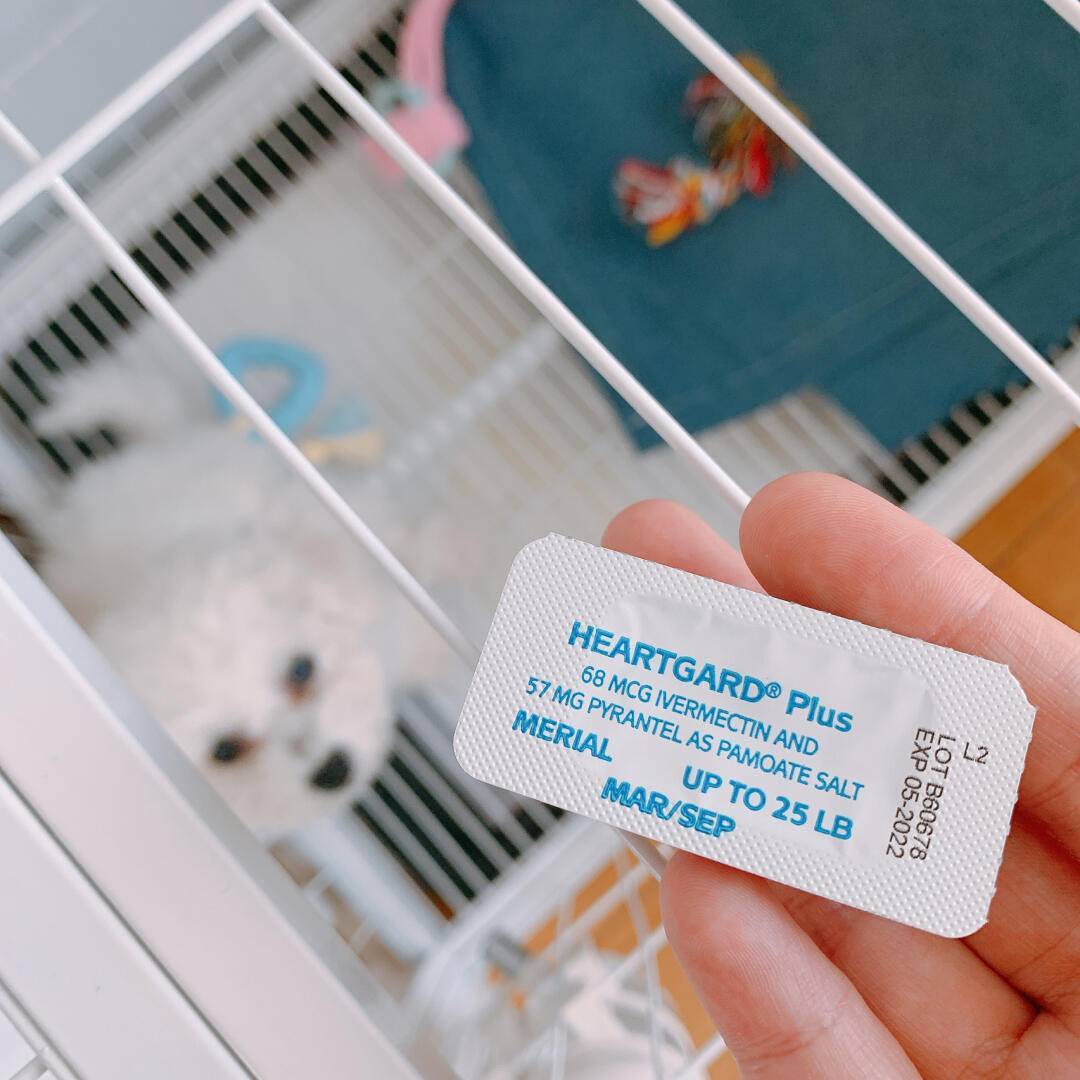 HEARTGARD® Plus
68 MCG IVERMECTIN AND
57 MG PYRANTEL AS PAMOATE SALT
MERIAL
UP TO 25 LB
MAR/SEP
L2
LOT B60678
EXP 05-2022